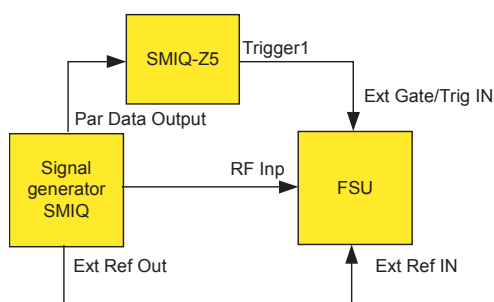 SMIQ-Z5
Trigger1
Par Data Output
Ext Gate/Trig IN
Signal
generator
SMIQ
RF Inp
FSU
Ext Ref Out
Ext Ref IN